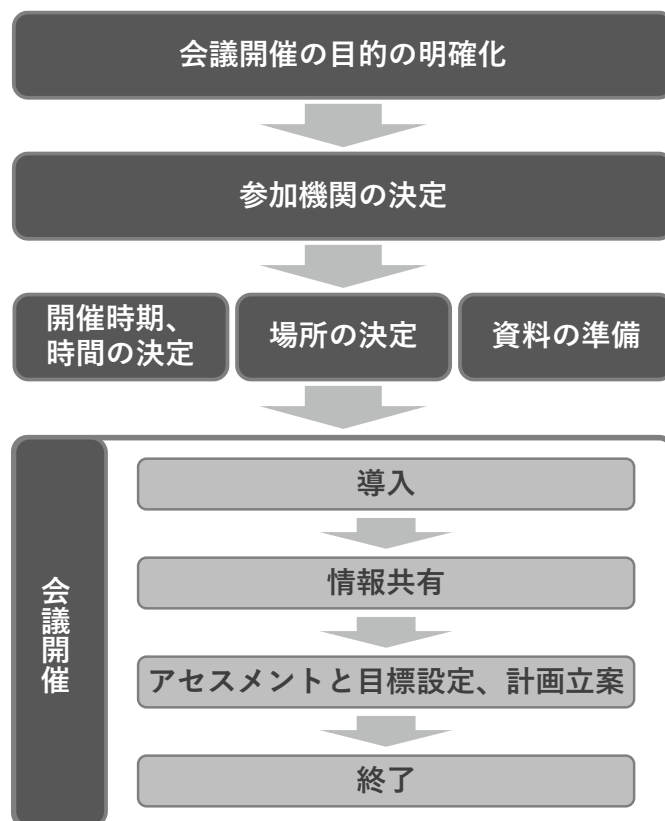 会議開催の目的の明確化
参加機関の決定
開催時期、
時間の決定
場所の決定
資料の準備
会議開催
導入
情報共有
アセスメントと目標設定、計画立案
終了